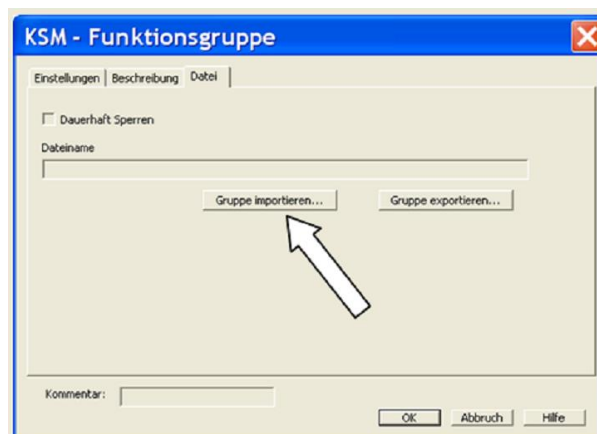 KSM - Funktionsgruppe
Einstellungen Beschreibung Datei
Dauerhaft Sperren
Dateiname
Gruppe importieren... Gruppe exportieren...
Kommentar:
OK Abbruch Hilfe